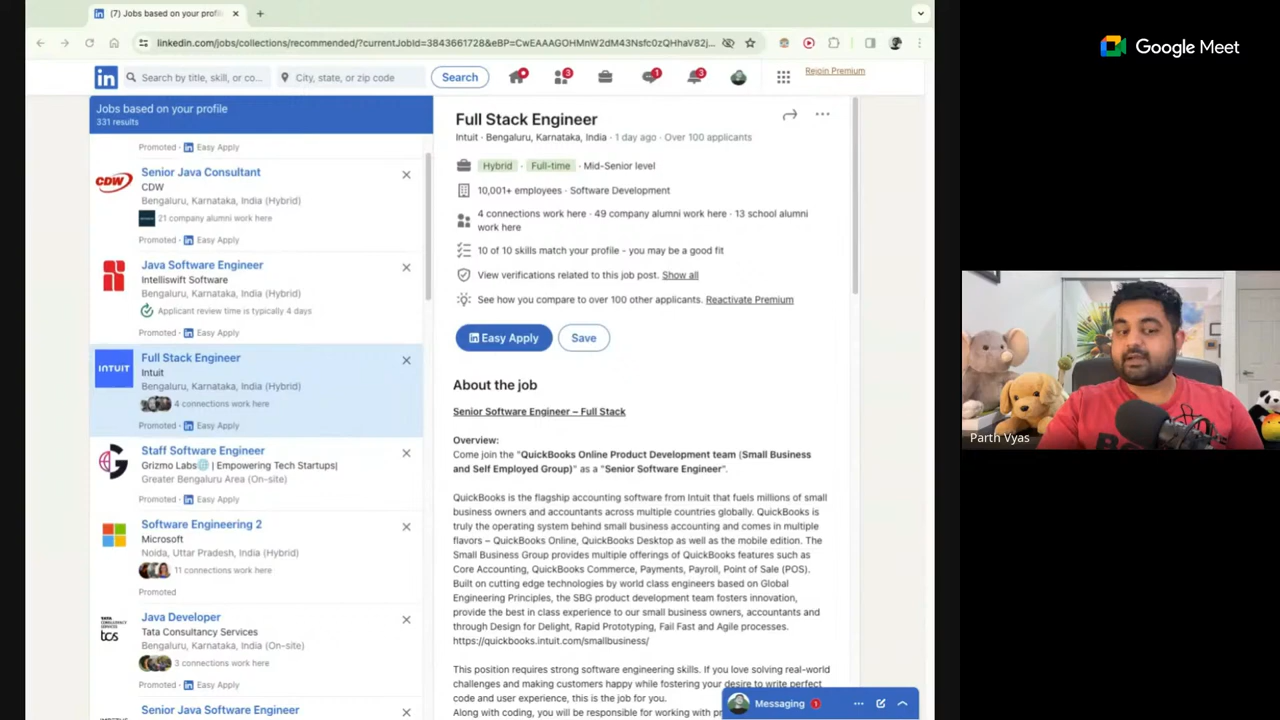 (7) Jobs based on your profil
linkedin.com/jobs/collections/recommended/?currentJobId=3843661728&eBP=CwEAAAGOHMnW2dM43Nsfc0zQHhaV82j...
Google Meet
in
Search by title, skill, or co...
City, state, or zip code
Search
3
1
3
Rejoin Premium
Jobs based on your profile
331 results
Promoted · in Easy Apply
CDW
Senior Java Consultant
CDW
Bengaluru, Karnataka, India (Hybrid)
21 company alumni work here
Promoted · in Easy Apply
Java Software Engineer
Intelliswift Software
Bengaluru, Karnataka, India (Hybrid)
Applicant review time is typically 4 days
Promoted · in Easy Apply
INTUIT
Full Stack Engineer
Intuit
Bengaluru, Karnataka, India (Hybrid)
4 connections work here
Promoted · in Easy Apply
Staff Software Engineer
Grizmo Labs | Empowering Tech Startups|
Greater Bengaluru Area (On-site)
Promoted · in Easy Apply
Software Engineering 2
Microsoft
Noida, Uttar Pradesh, India (Hybrid)
11 connections work here
Promoted
TATA
CONSULTANCY
SERVICES
tcs
Java Developer
Tata Consultancy Services
Bengaluru, Karnataka, India (On-site)
3 connections work here
Promoted · in Easy Apply
Senior Java Software Engineer
Full Stack Engineer
Intuit · Bengaluru, Karnataka, India · 1 day ago · Over 100 applicants
Hybrid · Full-time · Mid-Senior level
10,001+ employees · Software Development
4 connections work here · 49 company alumni work here · 13 school alumni
work here
10 of 10 skills match your profile - you may be a good fit
View verifications related to this job post. Show all
See how you compare to over 100 other applicants. Reactivate Premium
in Easy Apply
Save
About the job
Senior Software Engineer – Full Stack
Overview:
Come join the "QuickBooks Online Product Development team (Small Business
and Self Employed Group)" as a "Senior Software Engineer".
QuickBooks is the flagship accounting software from Intuit that fuels millions of small
business owners and accountants across multiple countries globally. QuickBooks is
truly the operating system behind small business accounting and comes in multiple
flavors – QuickBooks Online, QuickBooks Desktop as well as the mobile edition. The
Small Business Group provides multiple offerings of QuickBooks features such as
Core Accounting, QuickBooks Commerce, Payments, Payroll, Point of Sale (POS).
Built on cutting edge technologies by world class engineers based on Global
Engineering Principles, the SBG product development team fosters innovation,
provide the best in class experience to our small business owners, accountants and
through Design for Delight, Rapid Prototyping, Fail Fast and Agile processes.
https://quickbooks.intuit.com/smallbusiness/
This position requires strong software engineering skills. If you love solving real-world
challenges and making customers happy while fostering your desire to write perfect
code and user experience, this is the job for you.
Along with coding, you will be responsible for working with pr
Messaging 1
Parth Vyas